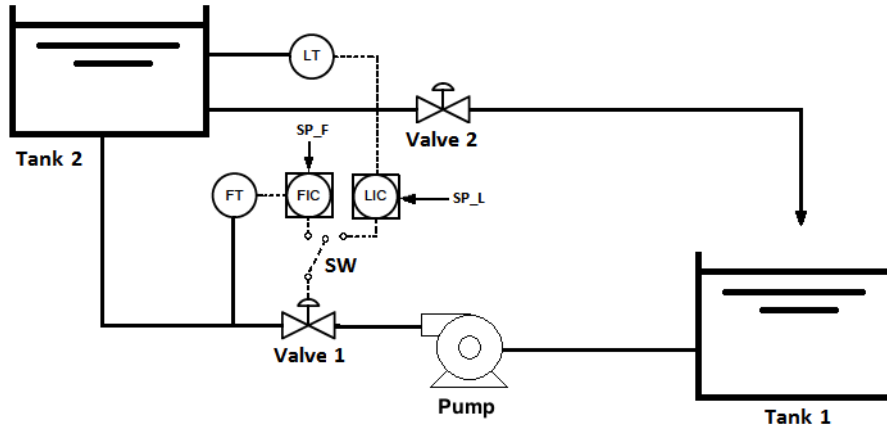 LT
Valve 2
SP_F
Tank 2
FT
FIC
LIC
SP_L
SW
Valve 1
Pump
Tank 1